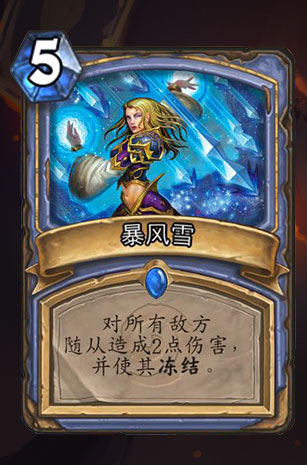 5
暴风雪
对所有敌方
随从造成2点伤害，
并使其冻结。